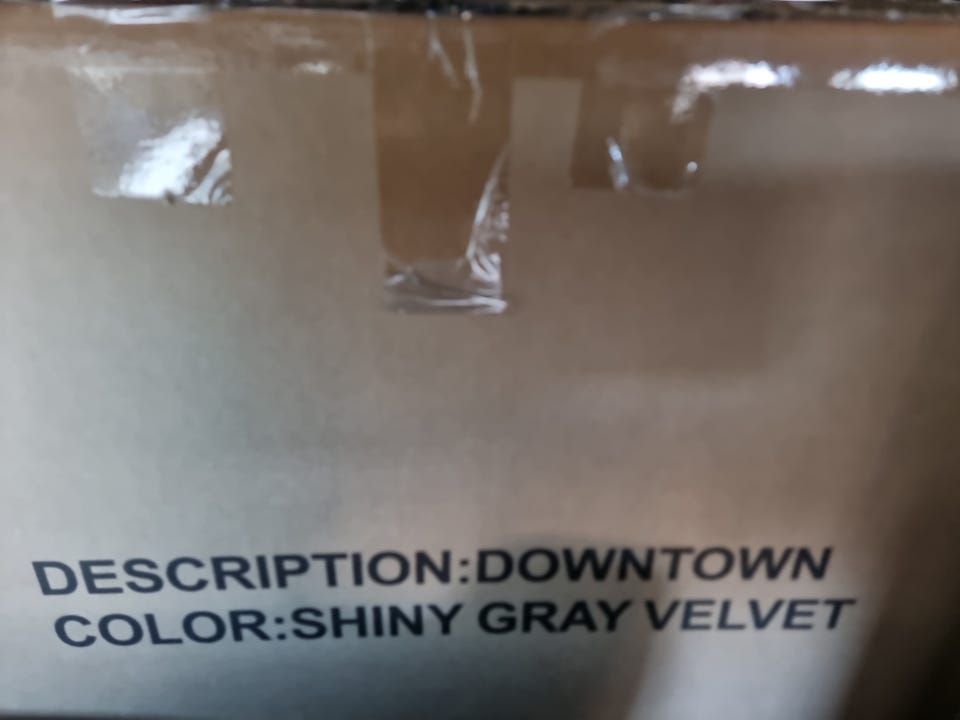 DESCRIPTION:DOWNTOWN
COLOR:SHINY GRAY VELVET